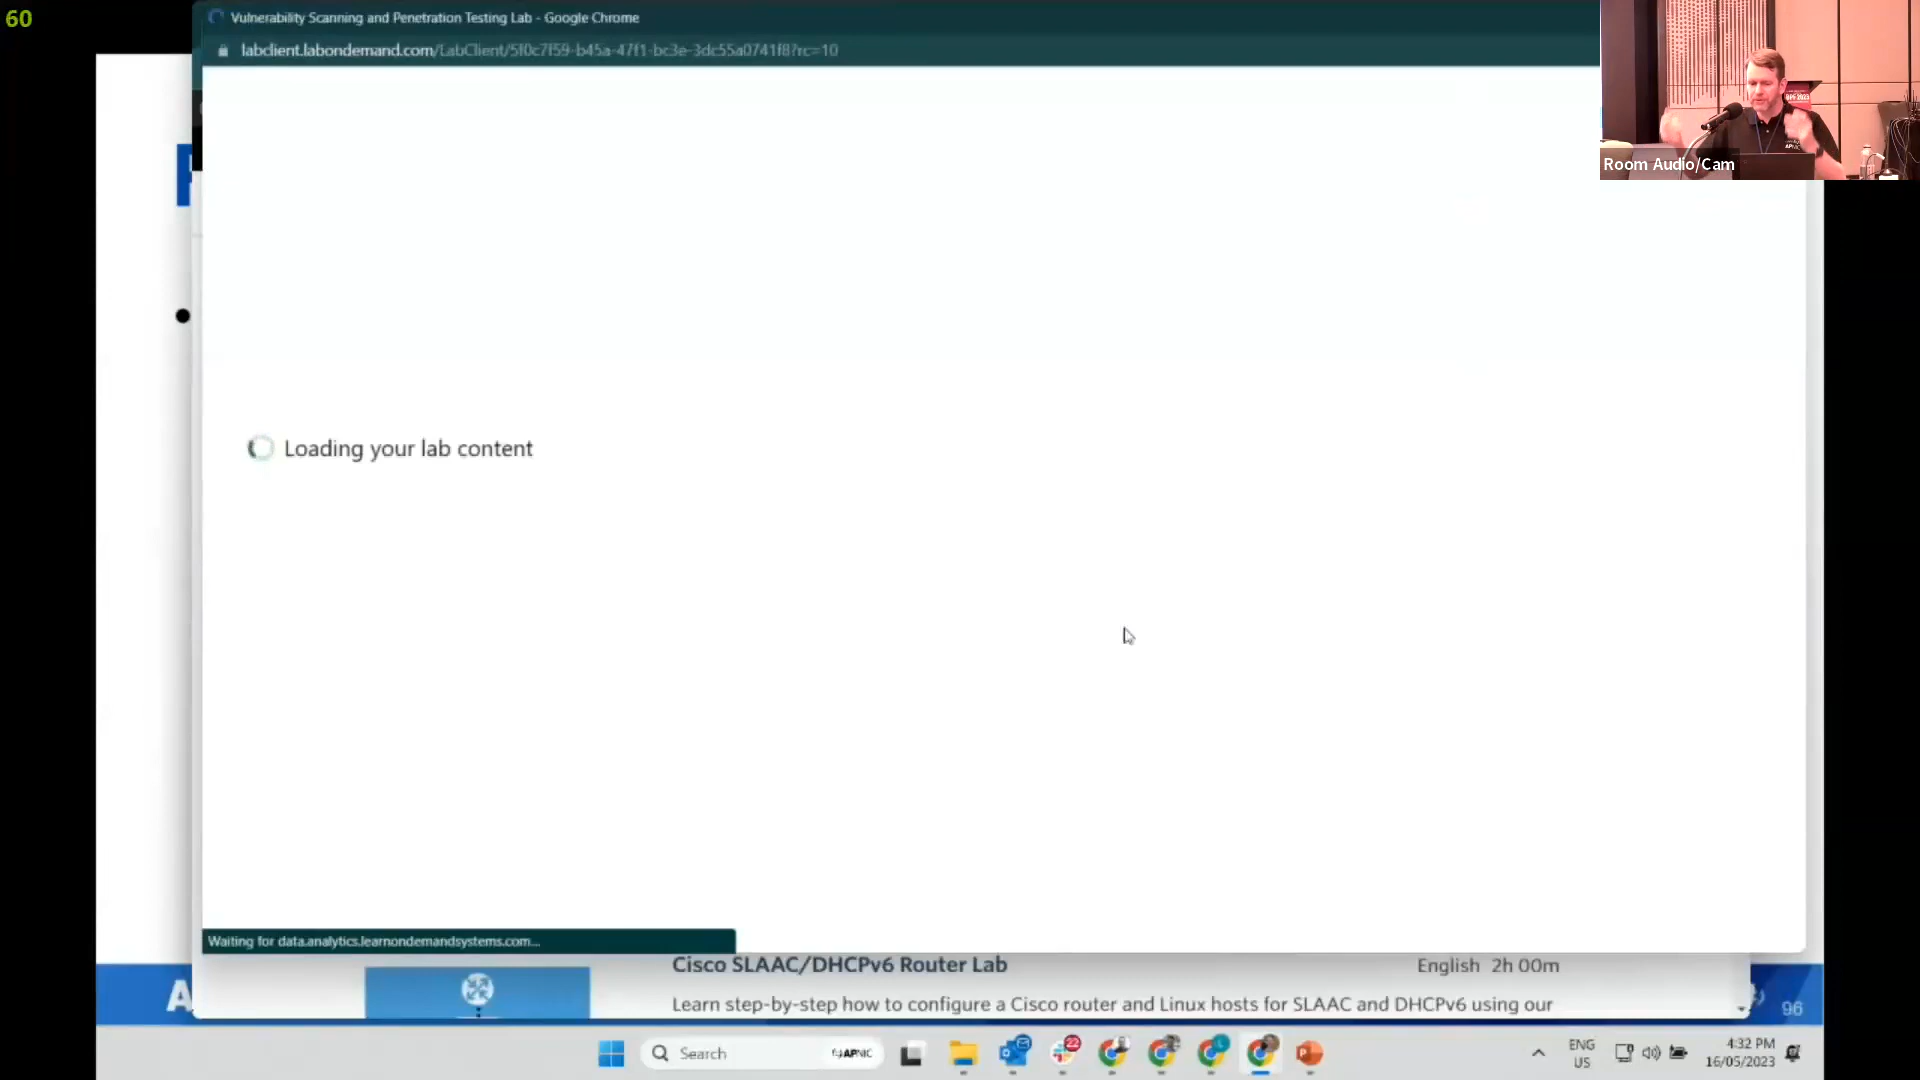 60
Vulnerability Scanning and Penetration Testing Lab - Google Chrome
labclient.labondemand.com/LabClient/5f0c7f59-b45a-47f1-bc3e-3dc55a0741f8?rc=10
Room Audio/Cam
Loading your lab content
Waiting for data.analytics.learnondemandsystems.com...
Cisco SLAAC/DHCPv6 Router Lab
English 2h 00m
Learn step-by-step how to configure a Cisco router and Linux hosts for SLAAC and DHCPv6 using our
A
96
Search
APNIC
22
ENG
US
4:32 PM
16/05/2023